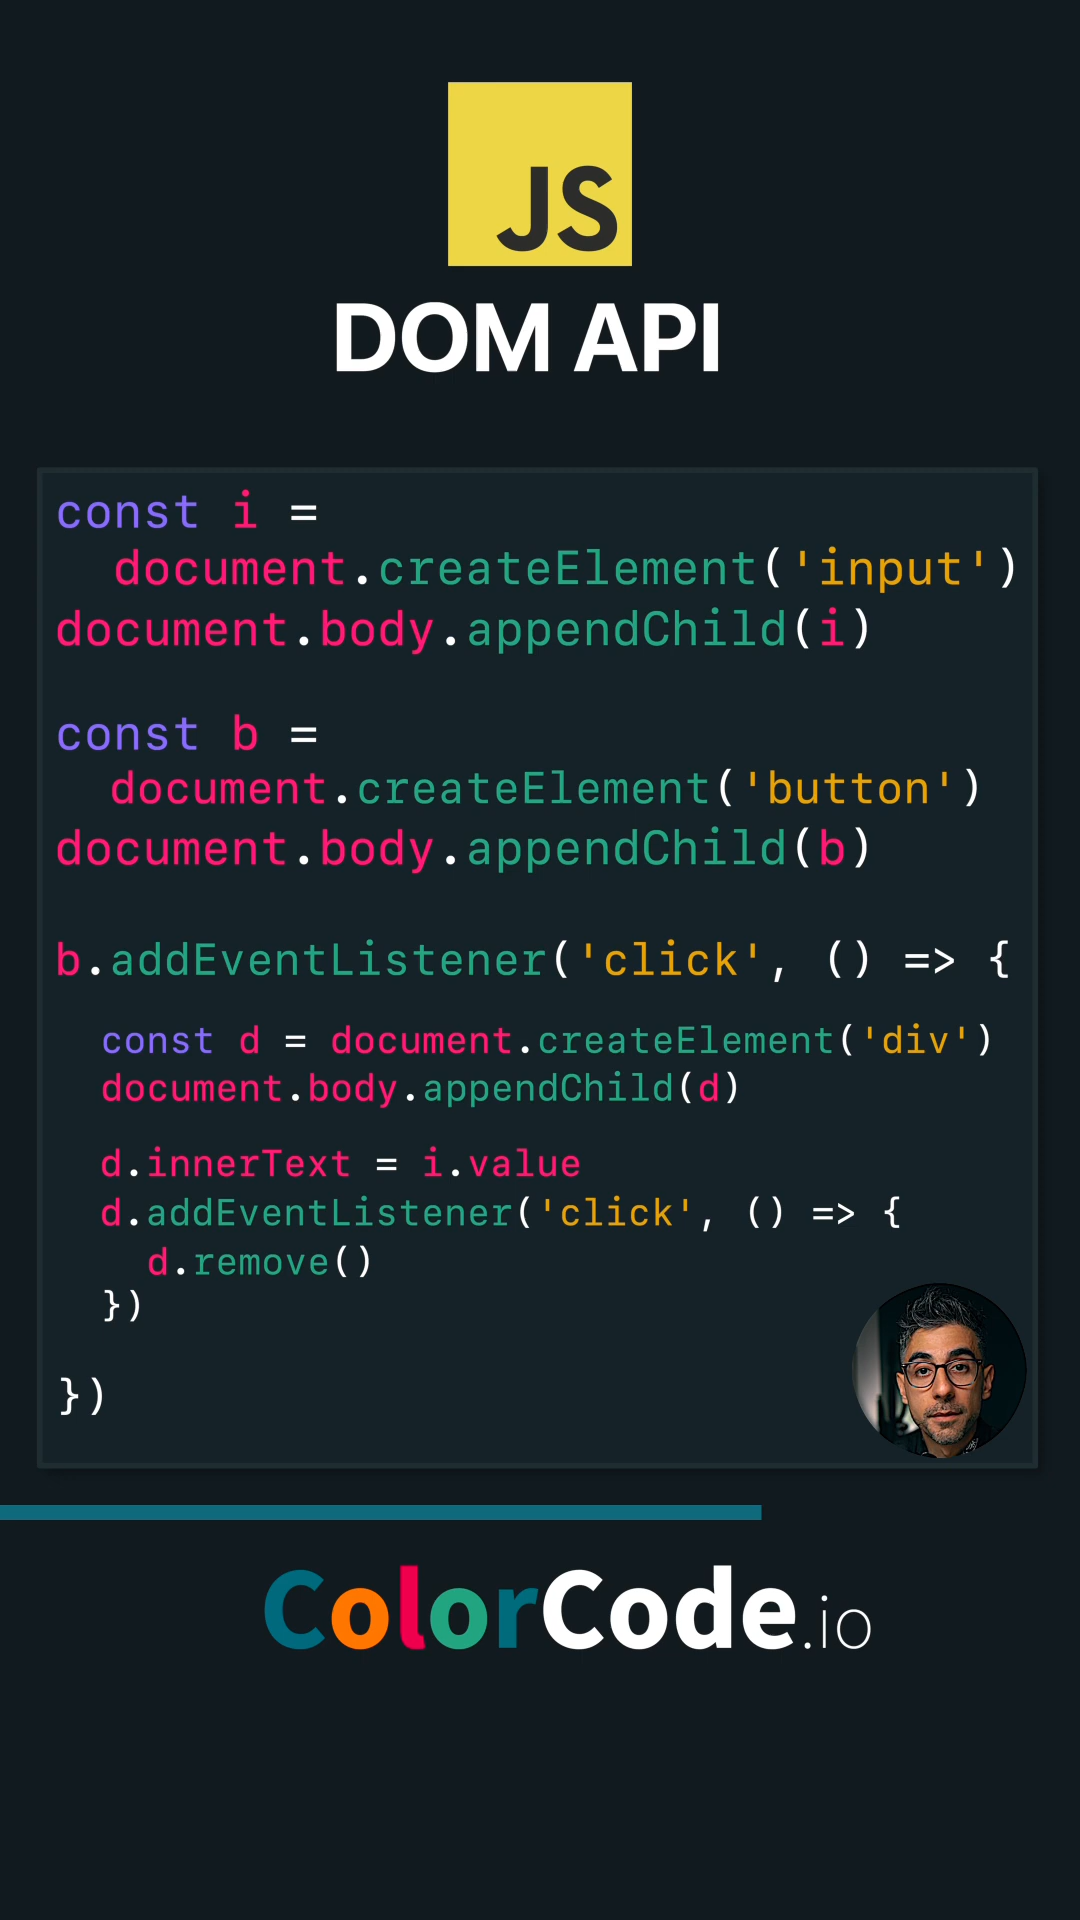 JS
DOM API
const i =
  document.createElement('input')
document.body.appendChild(i)
const b =
  document.createElement('button')
document.body.appendChild(b)
b.addEventListener('click', () => {
  const d = document.createElement('div')
  document.body.appendChild(d)
  d.innerText = i.value
  d.addEventListener('click', () => {
    d.remove()
  })
})
ColorCode.io